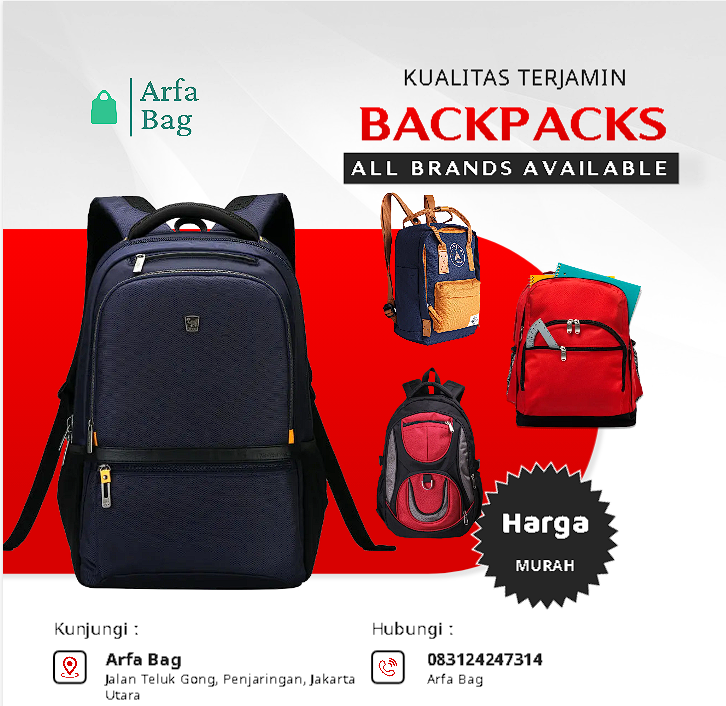 Arfa
Bag
KUALITAS TERJAMIN
BACKPACKS
ALL BRANDS AVAILABLE
Harga
MURAH
Kunjungi :
Arfa Bag
Jalan Teluk Gong, Penjaringan, Jakarta
Utara
Hubungi :
083124247314
Arfa Bag